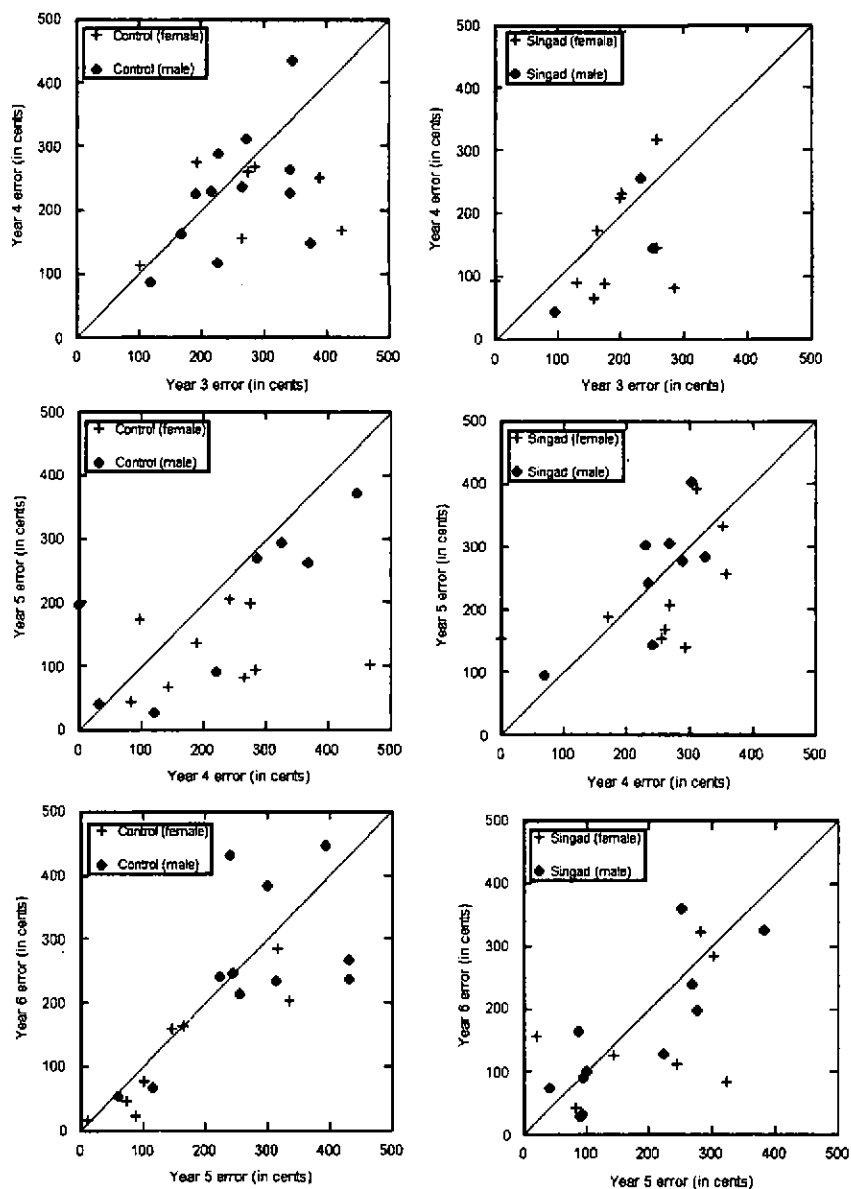 500
400
300
200
100
0
Year 4 error (in cents)
Control (female)
Control (male)
0 100 200 300 400 500
Year 3 error (in cents)
500
400
300
200
100
0
Year 4 error (in cents)
Singad (female)
Singad (male)
0 100 200 300 400 500
Year 3 error (in cents)
500
400
300
200
100
0
Year 5 error (in cents)
Control (female)
Control (male)
0 100 200 300 400 500
Year 4 error (in cents)
500
400
300
200
100
0
Year 5 error (in cents)
Singad (female)
Singad (male)
0 100 200 300 400 500
Year 4 error (in cents)
500
400
300
200
100
0
Year 6 error (in cents)
Control (female)
Control (male)
0 100 200 300 400 500
Year 5 error (in cents)
500
400
300
200
100
0
Year 6 error (in cents)
Singad (female)
Singad (male)
0 100 200 300 400 500
Year 5 error (in cents)